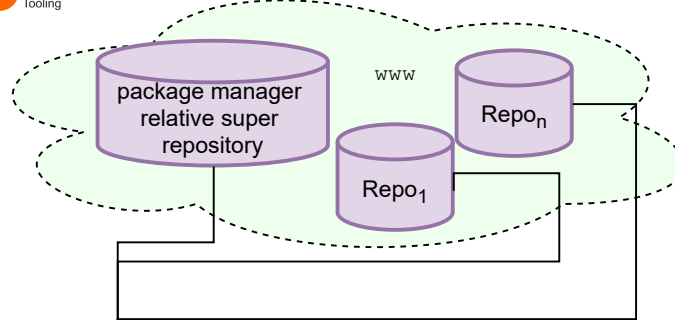 Tooling
package manager
relative super
repository
www
Repoₙ
Repo₁